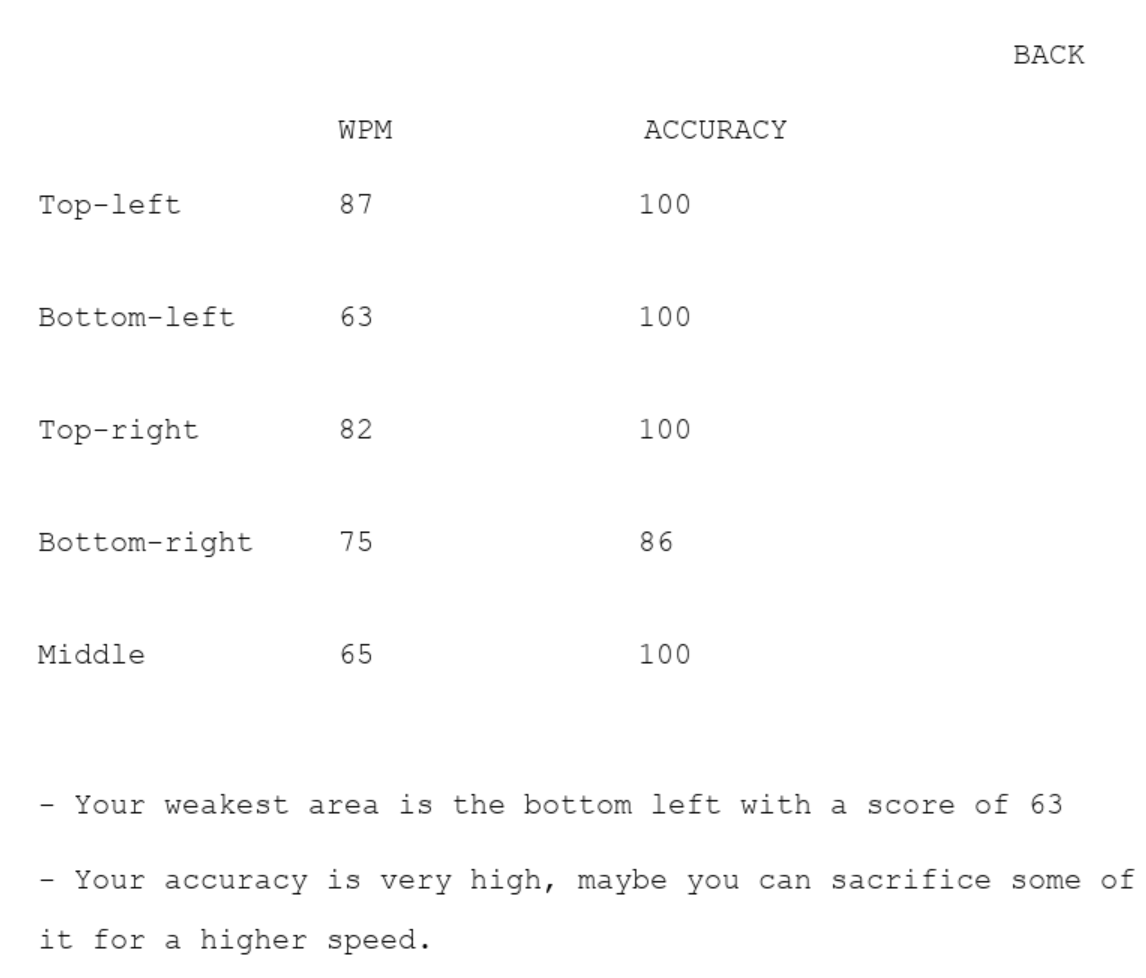 BACK
WPM ACCURACY
Top-left 87 100
Bottom-left 63 100
Top-right 82 100
Bottom-right 75 86
Middle 65 100
- Your weakest area is the bottom left with a score of 63
- Your accuracy is very high, maybe you can sacrifice some of
it for a higher speed.